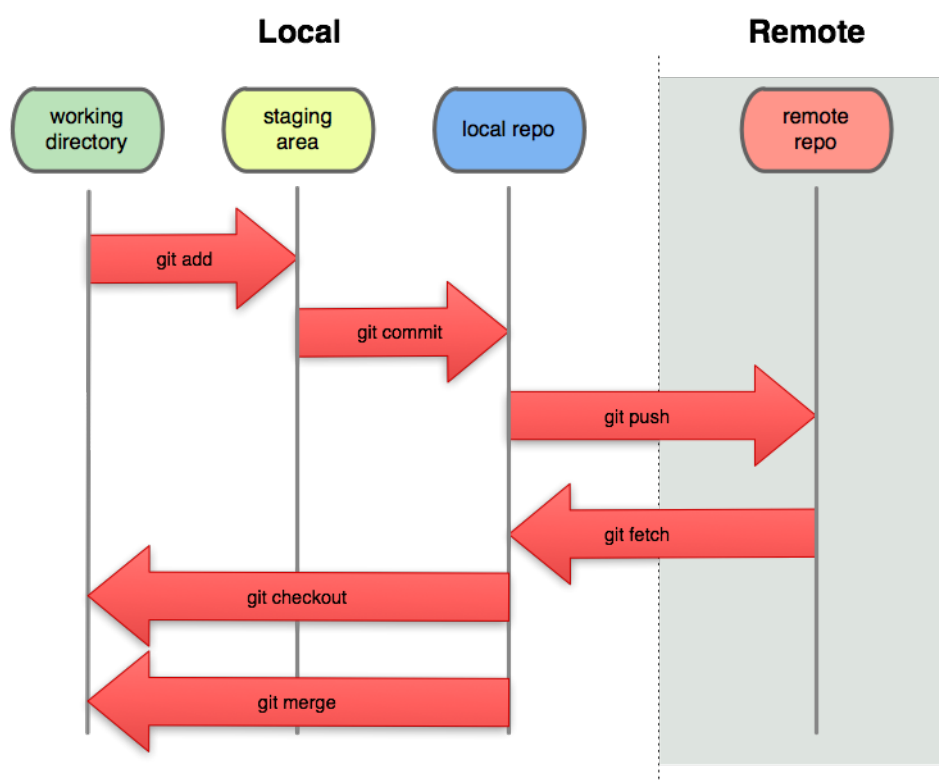 Local
Remote
working
directory
staging
area
local repo
remote
repo
git add
git commit
git push
git fetch
git checkout
git merge